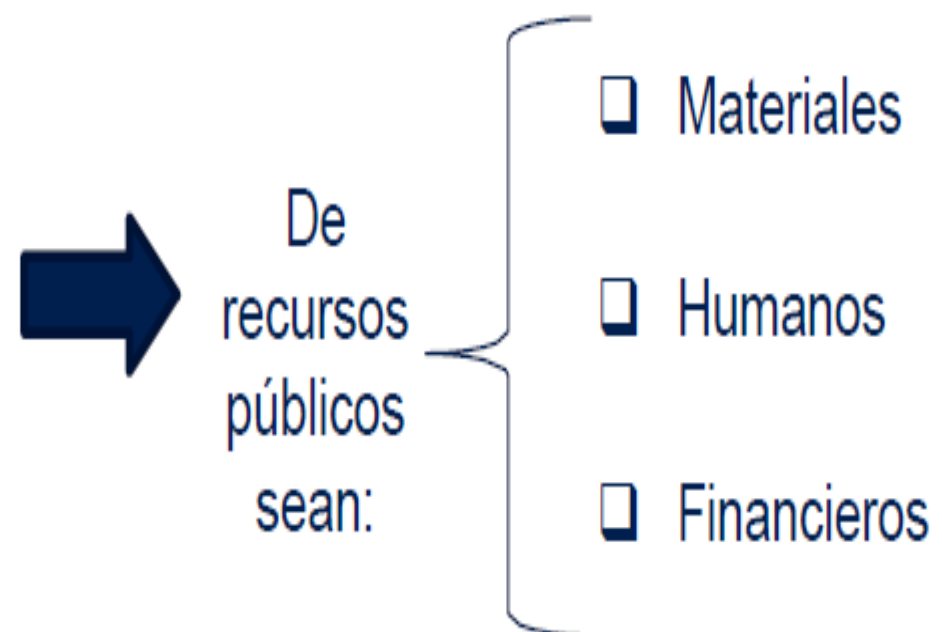 De
recursos
públicos
sean:
Materiales
Humanos
Financieros